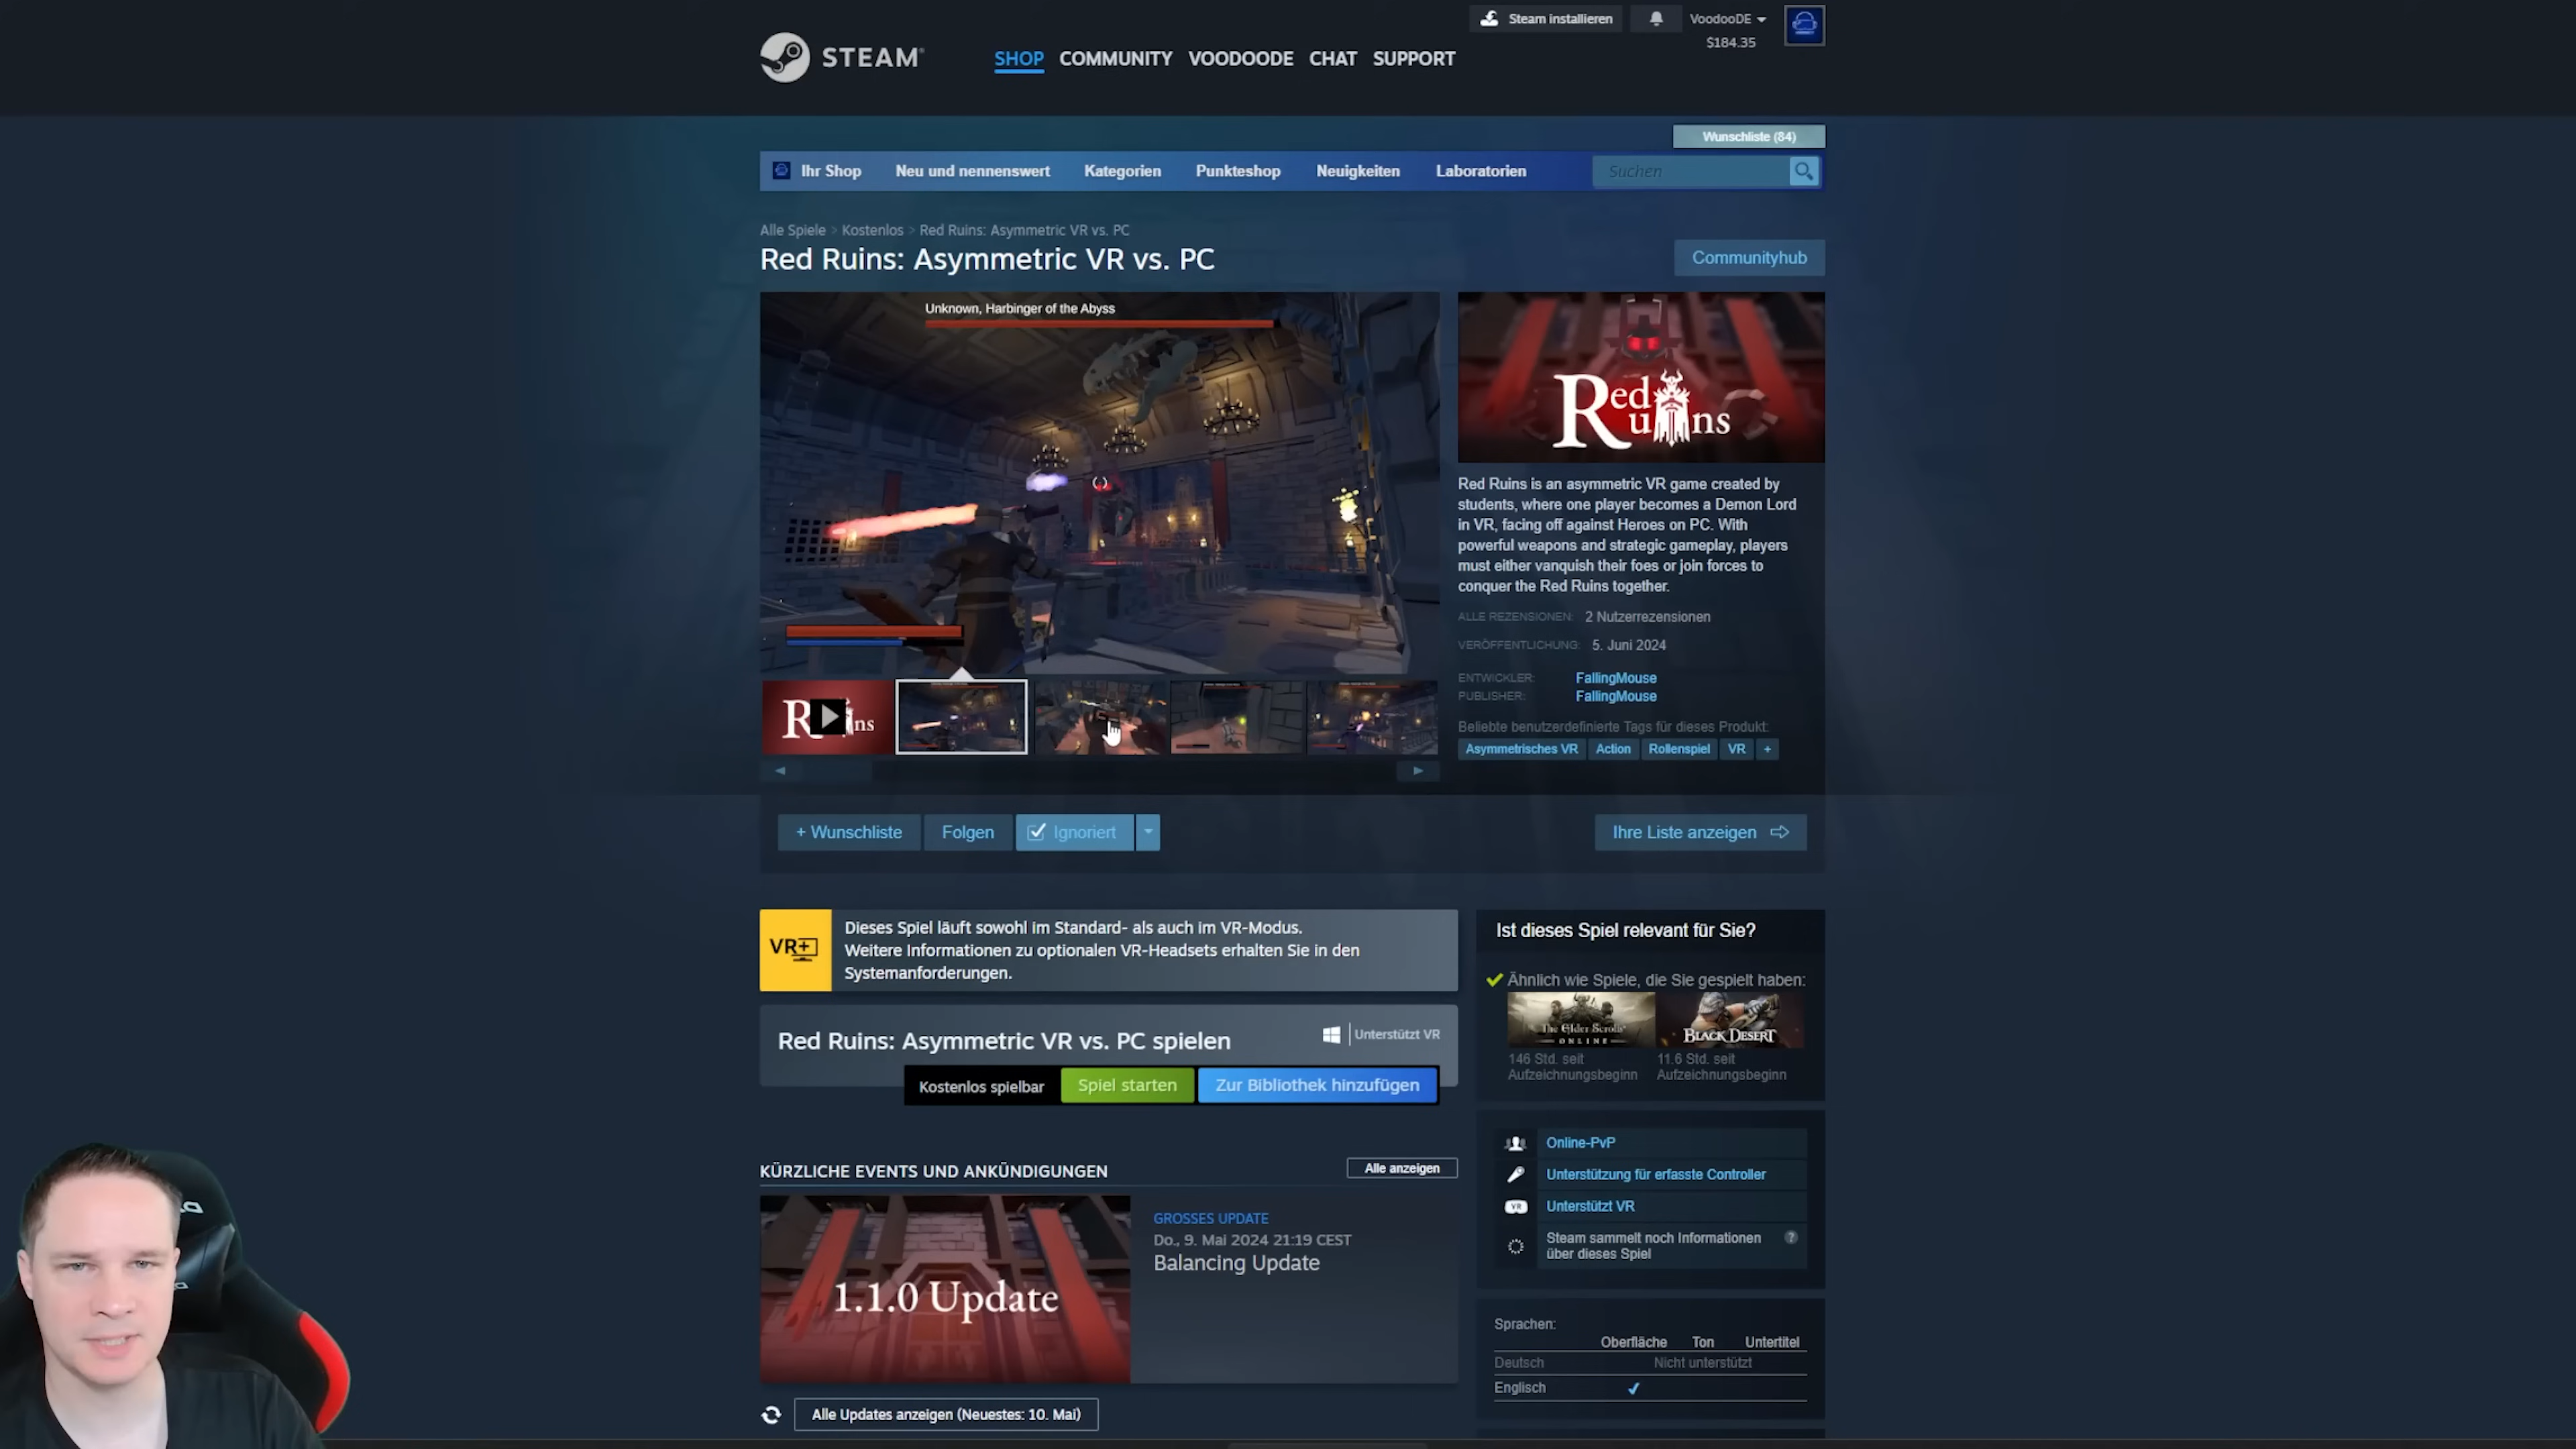 Steam installieren
VoodooDE
$184.35
STEAM
SHOP COMMUNITY VOODOODE CHAT SUPPORT
Wunschliste (84)
Ihr Shop Neu und nennenswert Kategorien Punkteshop Neuigkeiten Laboratorien Suchen
Alle Spiele > Kostenlos > Red Ruins: Asymmetric VR vs. PC
Red Ruins: Asymmetric VR vs. PC
Communityhub
Unknown, Harbinger of the Abyss
Red Ruins
Red Ruins is an asymmetric VR game created by
students, where one player becomes a Demon Lord
in VR, facing off against Heroes on PC. With
powerful weapons and strategic gameplay, players
must either vanquish their foes or join forces to
conquer the Red Ruins together.
ALLE REZENSIONEN: 2 Nutzerrezensionen
VERÖFFENTLICHUNG: 5. Juni 2024
ENTWICKLER: FallingMouse
PUBLISHER: FallingMouse
Beliebte benutzerdefinierte Tags für dieses Produkt:
Asymmetrisches VR Action Rollenspiel VR +
+ Wunschliste Folgen Ignoriert
Ihre Liste anzeigen
VR+
Dieses Spiel läuft sowohl im Standard- als auch im VR-Modus.
Weitere Informationen zu optionalen VR-Headsets erhalten Sie in den
Systemanforderungen.
Red Ruins: Asymmetric VR vs. PC spielen
Unterstützt VR
Kostenlos spielbar Spiel starten Zur Bibliothek hinzufügen
KÜRZLICHE EVENTS UND ANKÜNDIGUNGEN
Alle anzeigen
1.1.0 Update
GROSSES UPDATE
Do., 9. Mai 2024 21:19 CEST
Balancing Update
Alle Updates anzeigen (Neuestes: 10. Mai)
Ist dieses Spiel relevant für Sie?
Ähnlich wie Spiele, die Sie gespielt haben:
The Elder Scrolls
ONLINE
BLACK DESERT
146 Std. seit
Aufzeichnungsbeginn
11.6 Std. seit
Aufzeichnungsbeginn
Online-PvP
Unterstützung für erfasste Controller
VR
Unterstützt VR
Steam sammelt noch Informationen
über dieses Spiel
?
Sprachen:
Oberfläche Ton Untertitel
Deutsch Nicht unterstützt
Englisch